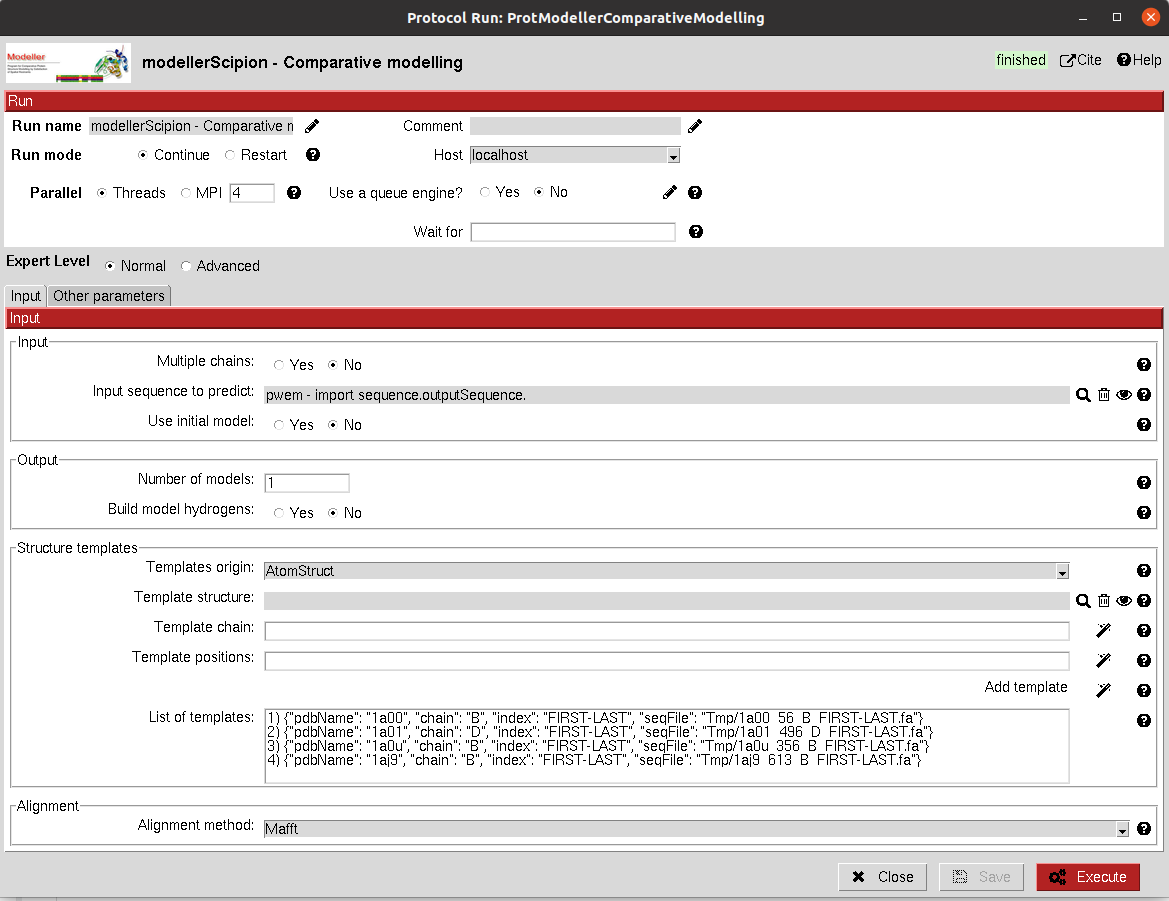 Protocol Run: ProtModellerComparativeModelling
Modeller
modellerScipion - Comparative modelling
finished Cite Help
Run
Run name modellerScipion - Comparative m Comment
Run mode Continue Restart Host localhost
Parallel Threads MPI 4 Use a queue engine? Yes No
Wait for
Expert Level Normal Advanced
Input Other parameters
Input
Input
Multiple chains: Yes No
Input sequence to predict: pwem - import sequence.outputSequence.
Use initial model: Yes No
Output
Number of models: 1
Build model hydrogens: Yes No
Structure templates
Templates origin: AtomStruct
Template structure:
Template chain:
Template positions:
Add template
List of templates: 1) {"pdbName": "1a00", "chain": "B", "index": "FIRST-LAST", "seqFile": "Tmp/1a00_56_B_FIRST-LAST.fa"}
2) {"pdbName": "1a01", "chain": "D", "index": "FIRST-LAST", "seqFile": "Tmp/1a01_496_D_FIRST-LAST.fa"}
3) {"pdbName": "1a0u", "chain": "B", "index": "FIRST-LAST", "seqFile": "Tmp/1a0u_356_B_FIRST-LAST.fa"}
4) {"pdbName": "1aj9", "chain": "B", "index": "FIRST-LAST", "seqFile": "Tmp/1aj9_613_B_FIRST-LAST.fa"}
Alignment
Alignment method: Mafft
Close Save Execute